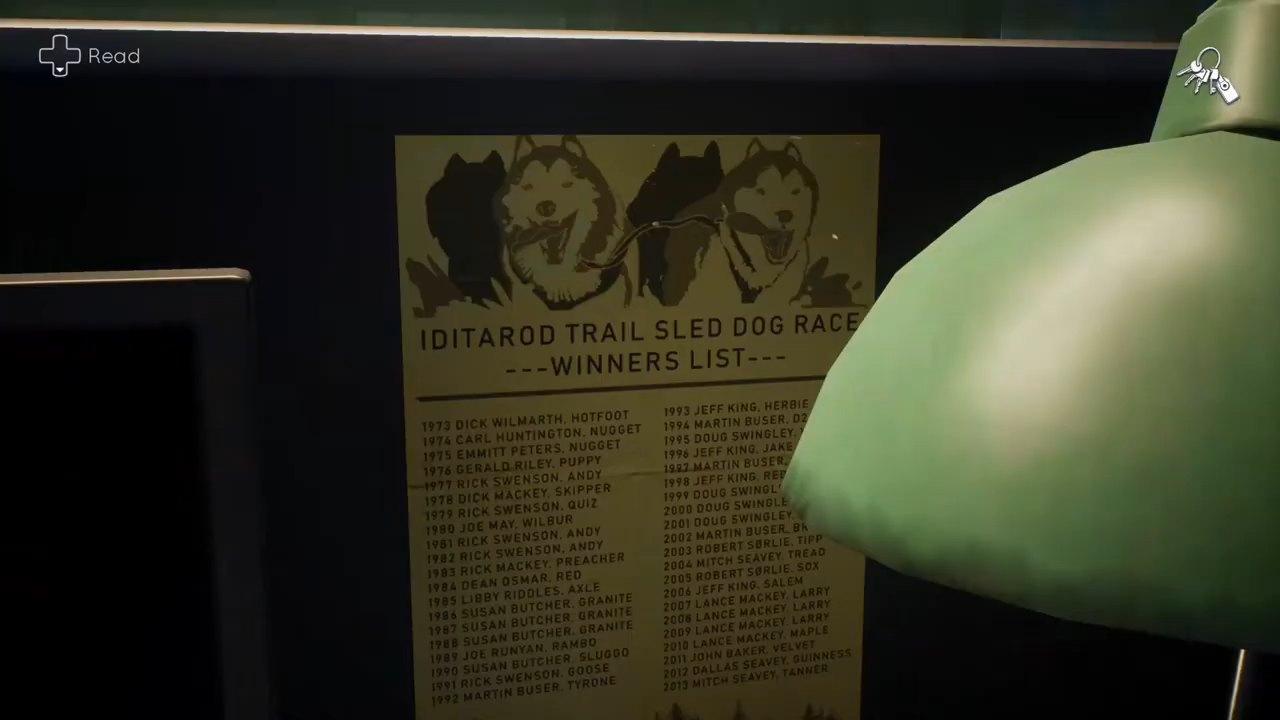 Read
IDITAROD TRAIL SLED DOG RACE
---WINNERS LIST---
1973 DICK WILMARTH, HOTFOOT
1974 CARL HUNTINGTON, NUGGET
1975 EMMITT PETERS, NUGGET
1976 GERALD RILEY, PUPPY
1977 RICK SWENSON, ANDY
1978 DICK MACKEY, SKIPPER
1979 RICK SWENSON, QUIZ
1980 JOE MAY, WILBUR
1981 RICK SWENSON, ANDY
1982 RICK SWENSON, ANDY
1983 RICK MACKEY, PREACHER
1984 DEAN OSMAR, RED
1985 LIBBY RIDDLES, AXLE
1986 SUSAN BUTCHER, GRANITE
1987 SUSAN BUTCHER, GRANITE
1988 SUSAN BUTCHER, GRANITE
1989 JOE RUNYAN, RAMBO
1990 SUSAN BUTCHER, SLUGGO
1991 RICK SWENSON, GOOSE
1992 MARTIN BUSER, TYRONE
1993 JEFF KING, HERBIE
1994 MARTIN BUSER, D2
1995 DOUG SWINGLEY,
1996 JEFF KING, JAKE
1997 MARTIN BUSER,
1998 JEFF KING, RED
1999 DOUG SWINGL
2000 DOUG SWINGLE
2001 DOUG SWINGLEY,
2002 MARTIN BUSER, BR
2003 ROBERT SØRLIE, TIPP
2004 MITCH SEAVEY, TREAD
2005 ROBERT SØRLIE, SOX
2006 JEFF KING, SALEM
2007 LANCE MACKEY, LARRY
2008 LANCE MACKEY, LARRY
2009 LANCE MACKEY, LARRY
2010 LANCE MACKEY, MAPLE
2011 JOHN BAKER, VELVET
2012 DALLAS SEAVEY, GUINNESS
2013 MITCH SEAVEY, TANNER